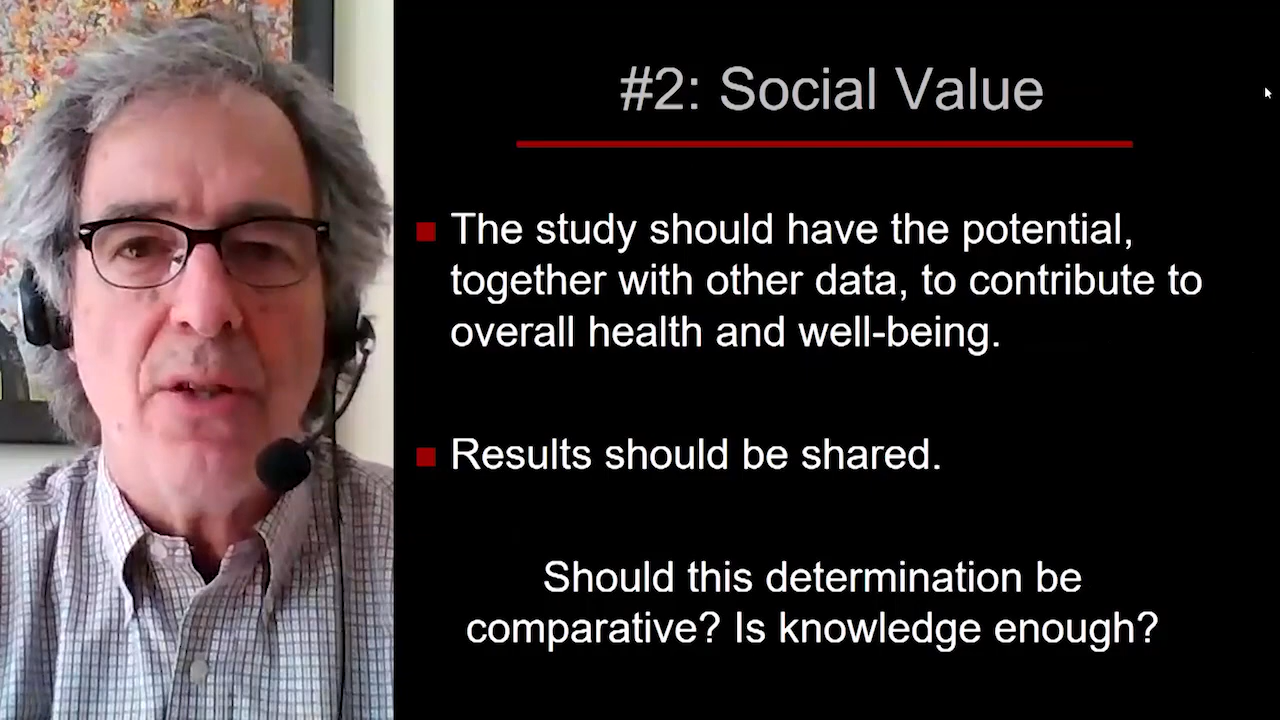 #2: Social Value
The study should have the potential,
together with other data, to contribute to
overall health and well-being.
Results should be shared.
Should this determination be
comparative? Is knowledge enough?